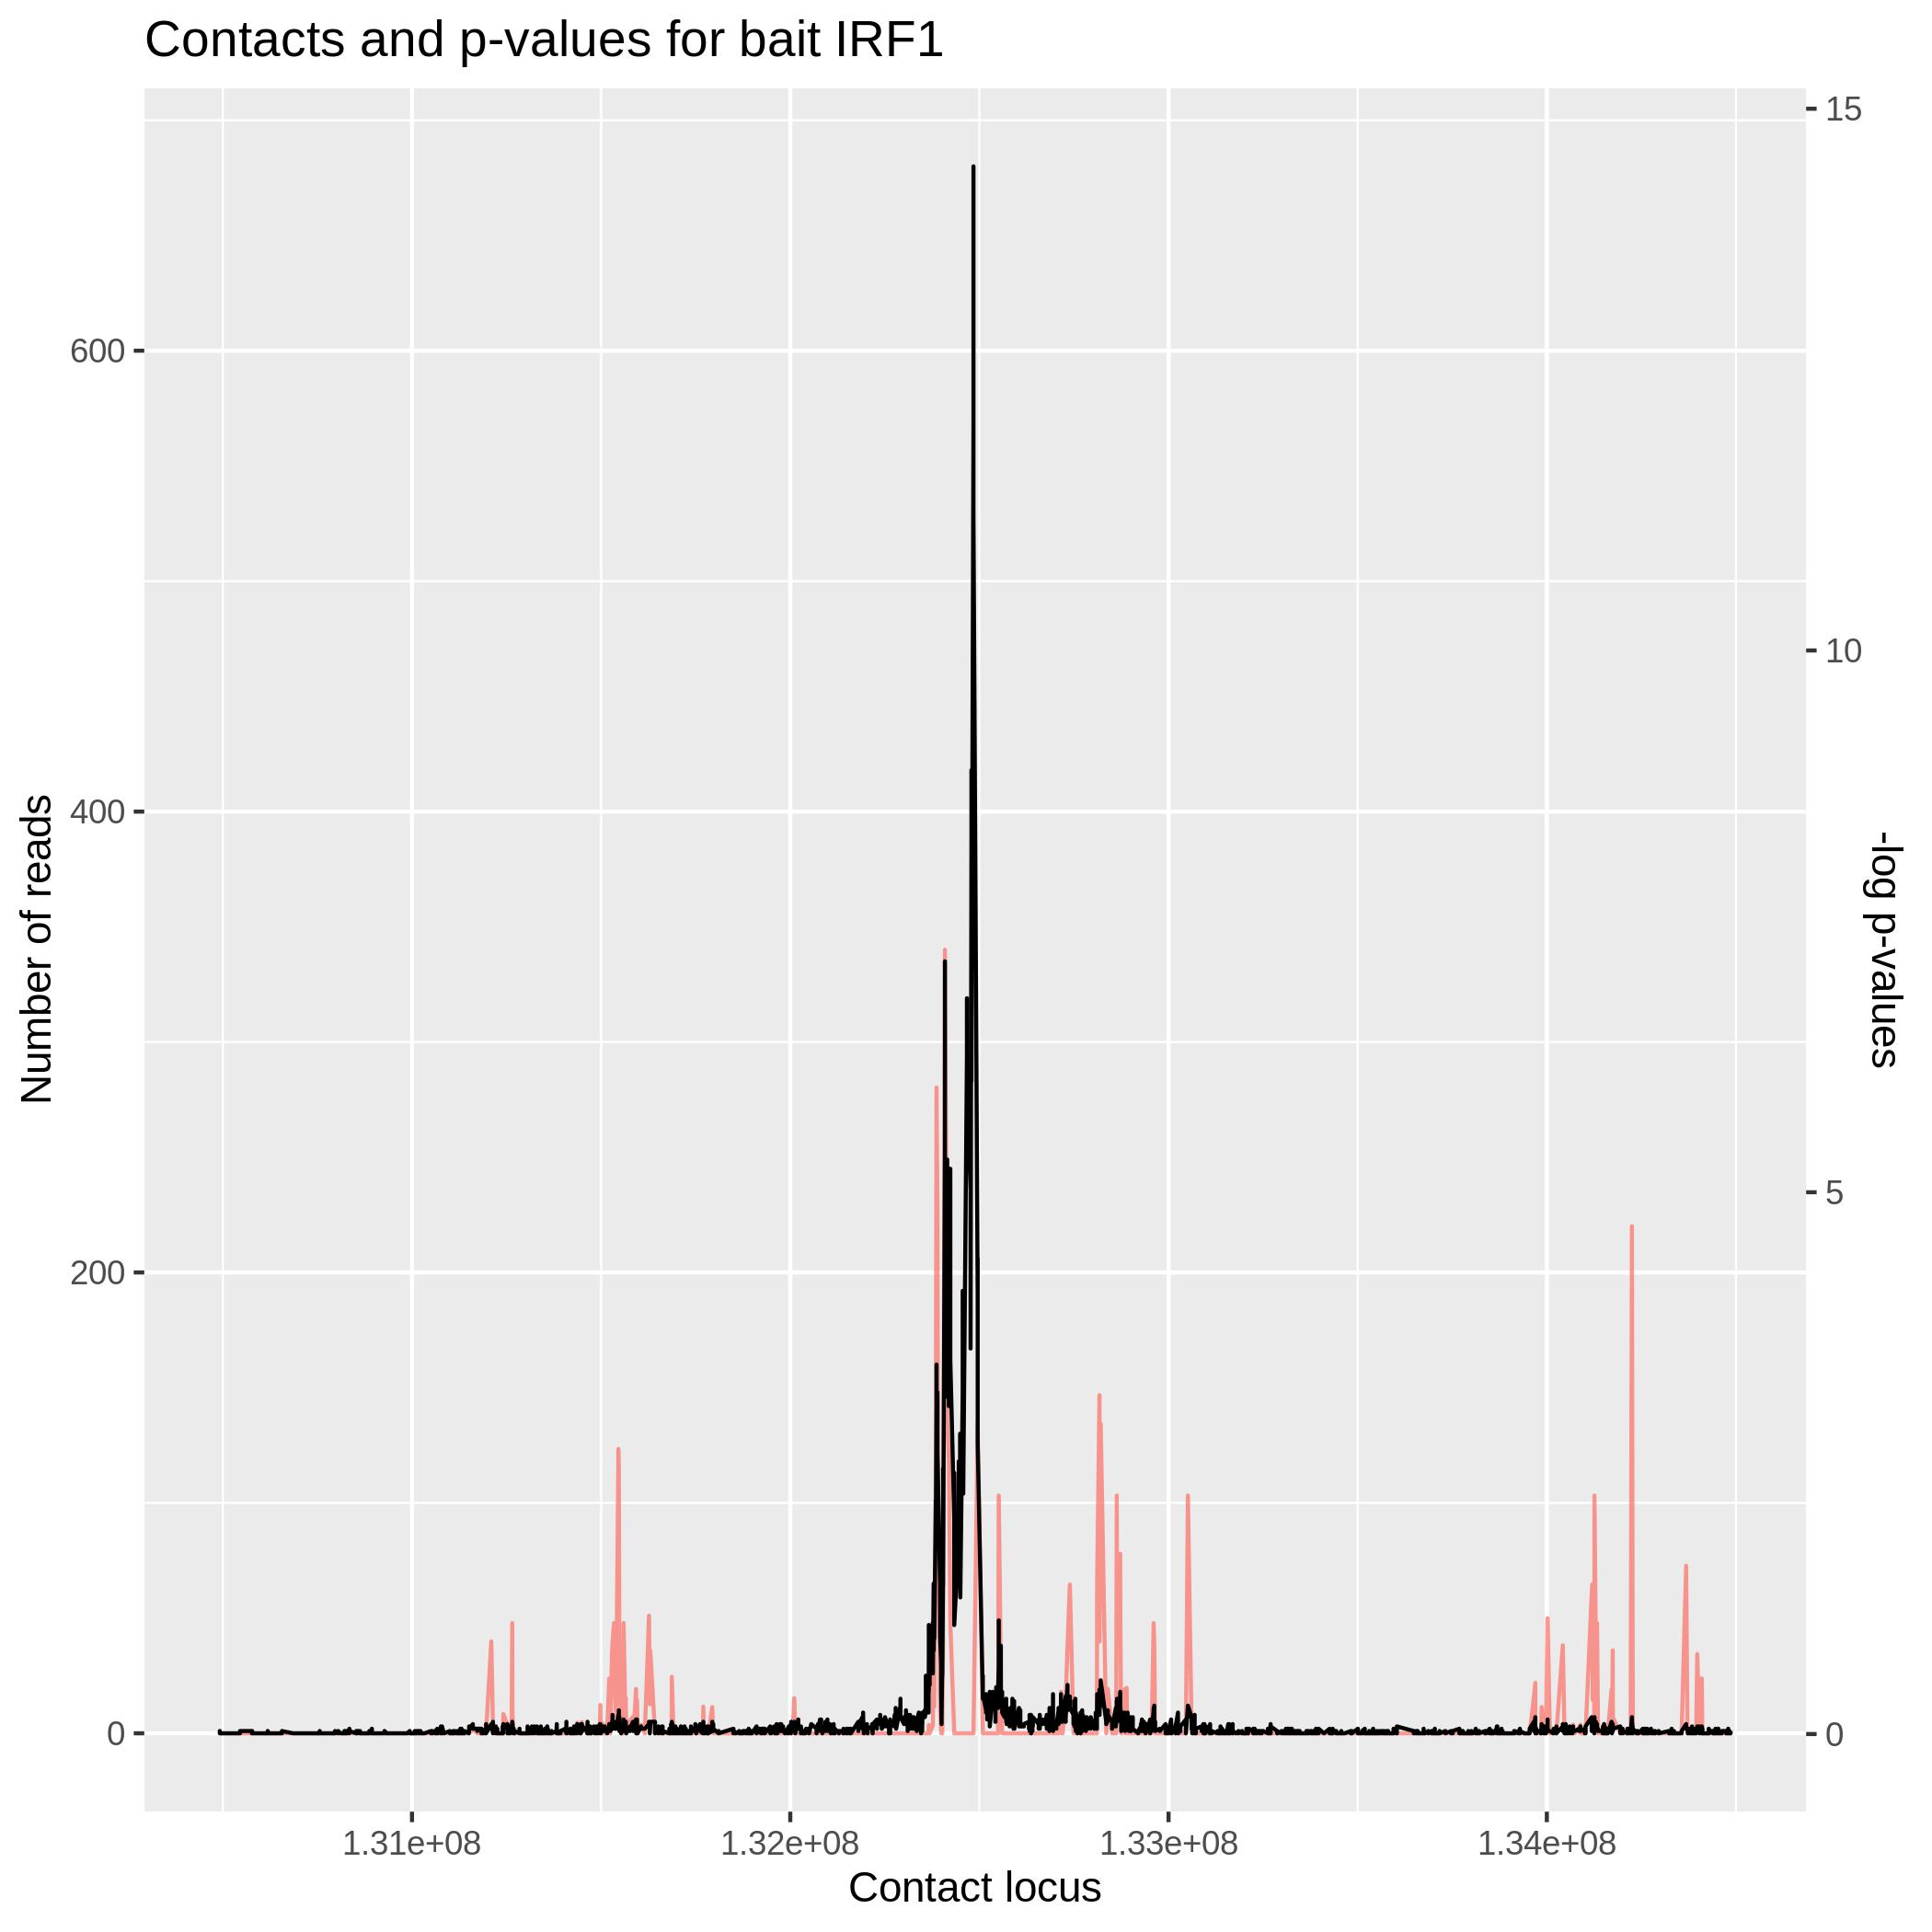 Contacts and p-values for bait IRF1
Number of reads
600
400
200
0
15
10
5
0
-log p-values
1.31e+08
1.32e+08
1.33e+08
1.34e+08
Contact locus